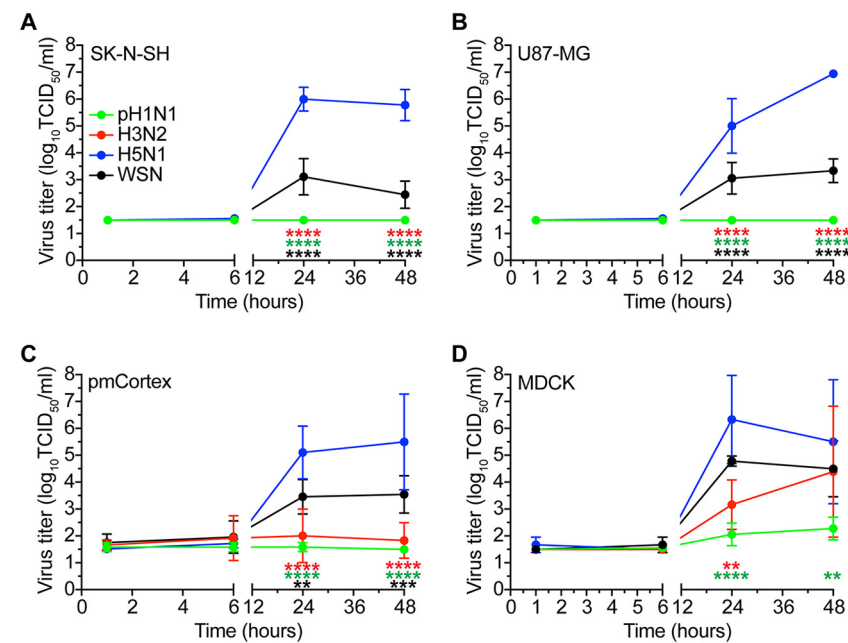 A
SK-N-SH
Virus titer (log10TCID50/ml)
8
7
6
5
4
3
2
1
0
pH1N1
H3N2
H5N1
WSN
**** ****
**** ****
**** ****
0 2 4 6 12 24 36 48
Time (hours)
B
U87-MG
Virus titer (log10TCID50/ml)
8
7
6
5
4
3
2
1
0
**** ****
**** ****
**** ****
0 1 2 3 4 5 6 12 24 36 48
Time (hours)
C
pmCortex
Virus titer (log10TCID50/ml)
8
7
6
5
4
3
2
1
0
**** ****
**** ****
** ***
0 2 4 6 12 24 36 48
Time (hours)
D
MDCK
Virus titer (log10TCID50/ml)
8
7
6
5
4
3
2
1
0
**
**** **
0 1 2 3 4 5 6 12 24 36 48
Time (hours)